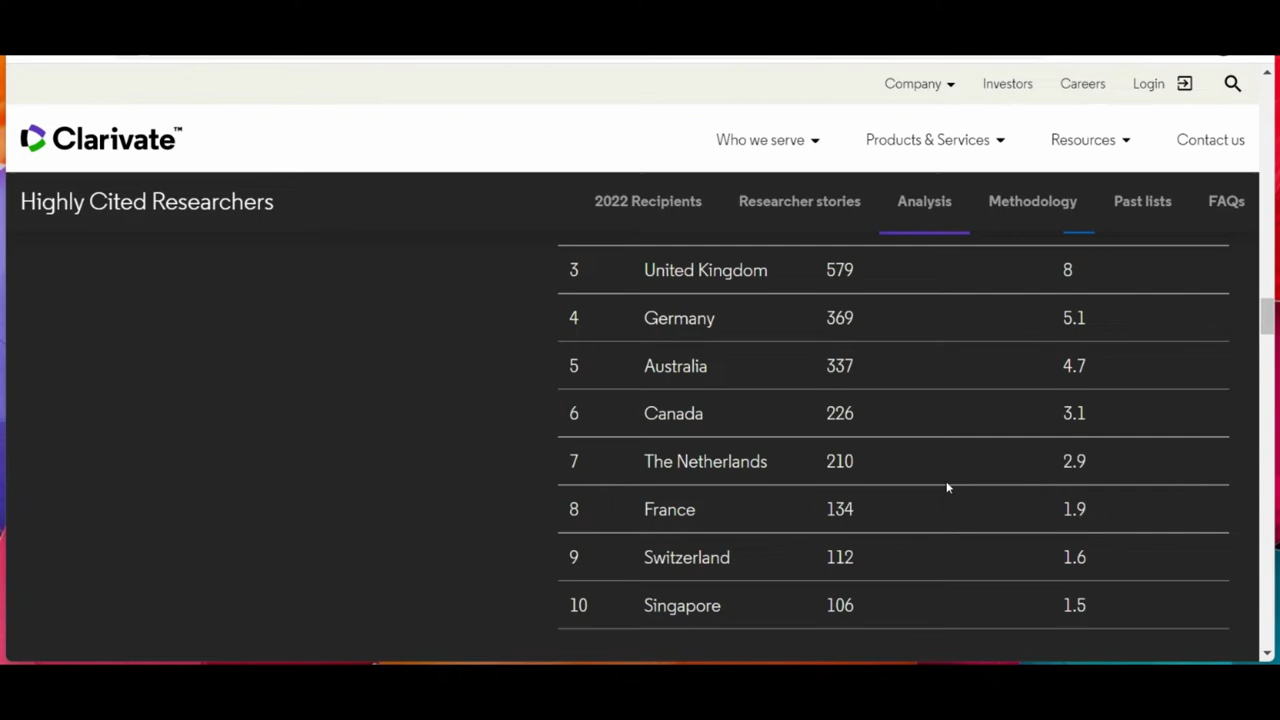 Company Investors Careers Login
Clarivate™ Who we serve Products & Services Resources Contact us
Highly Cited Researchers 2022 Recipients Researcher stories Analysis Methodology Past lists FAQs
3 United Kingdom 579 8
4 Germany 369 5.1
5 Australia 337 4.7
6 Canada 226 3.1
7 The Netherlands 210 2.9
8 France 134 1.9
9 Switzerland 112 1.6
10 Singapore 106 1.5